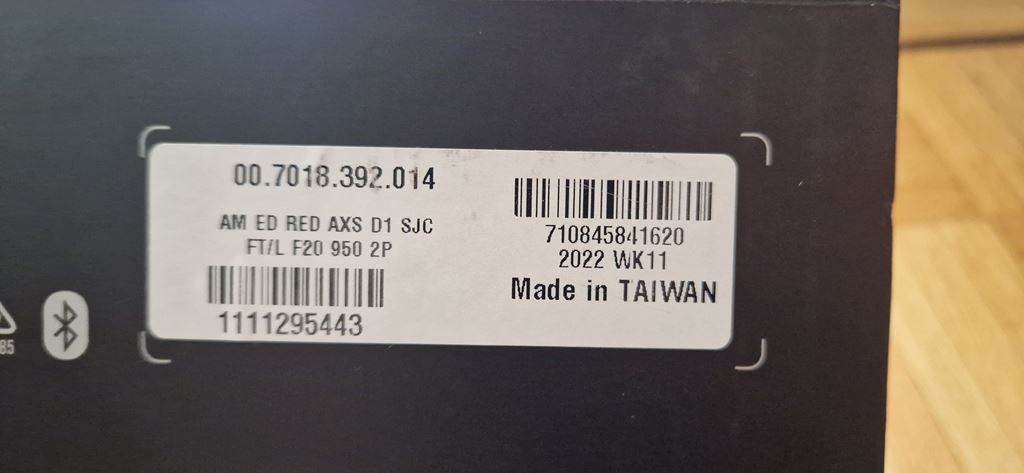 00.7018.392.014
AM ED RED AXS D1 SJC
FT/L F20 950 2P
1111295443
710845841620
2022 WK11
Made in TAIWAN
85